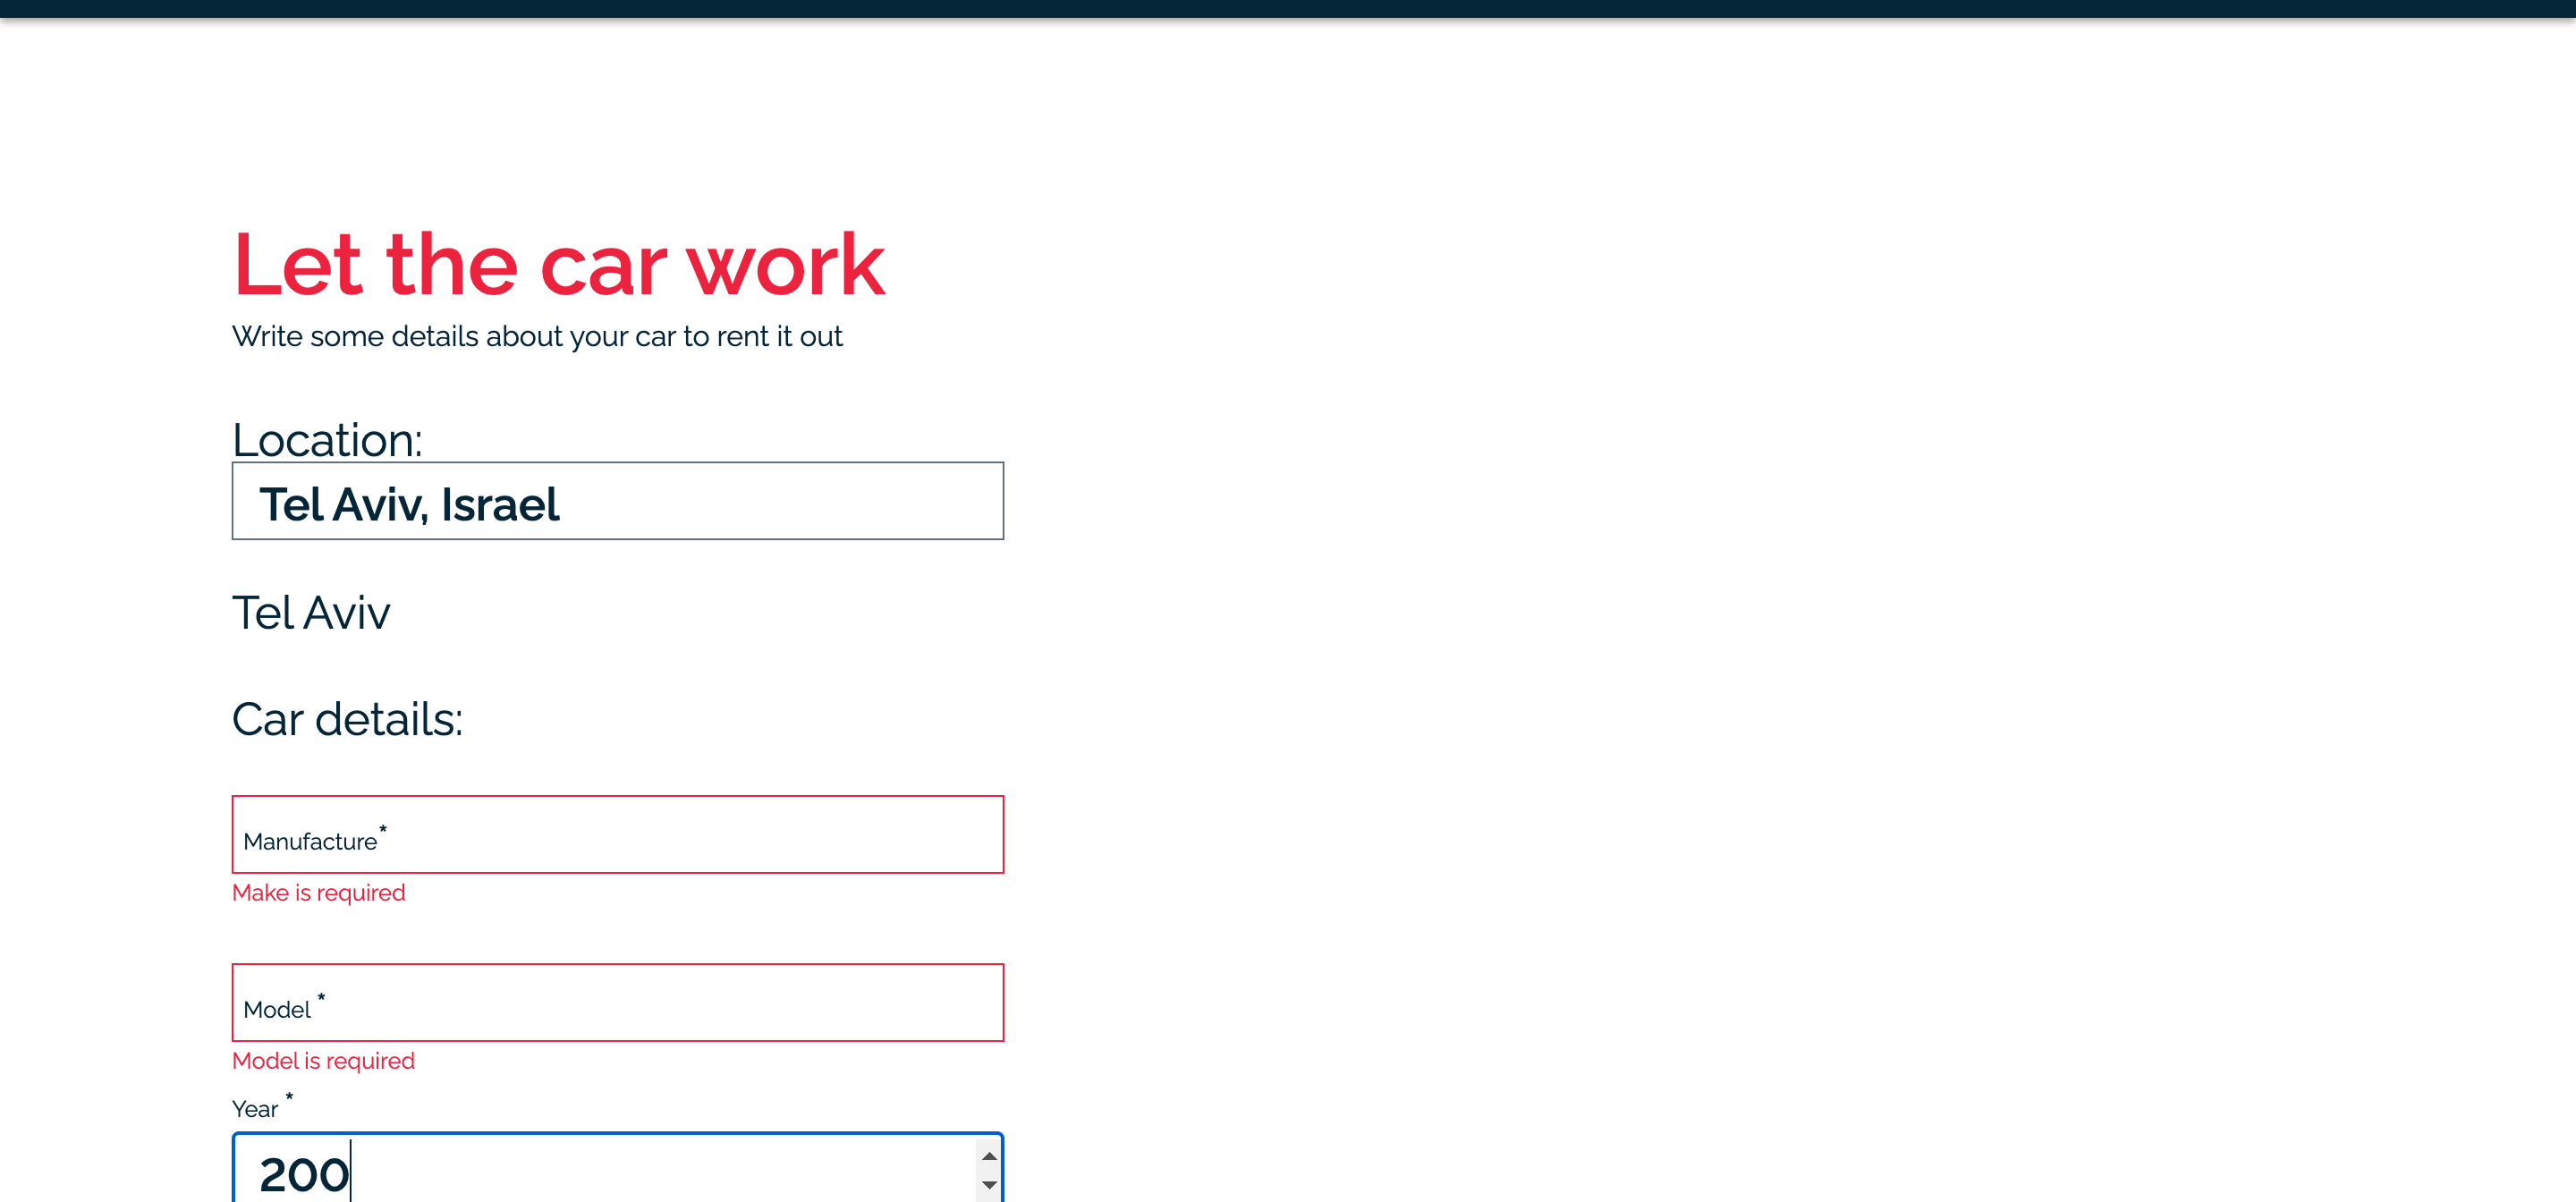 Let the car work
Write some details about your car to rent it out
Location:
Tel Aviv, Israel
Tel Aviv
Car details:
Manufacture*
Make is required
Model *
Model is required
Year *
200